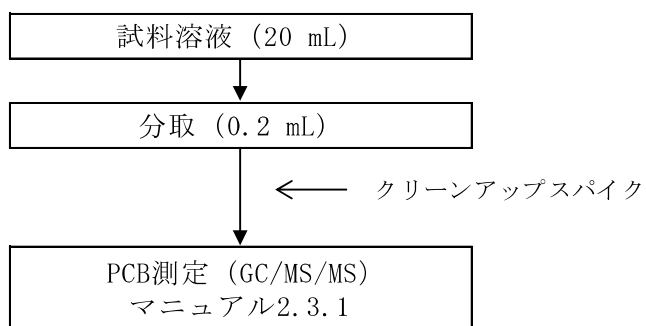 試料溶液 (20 mL)
分取 (0.2 mL)
クリーンアップスパイク
PCB測定 (GC/MS/MS)
マニュアル2.3.1